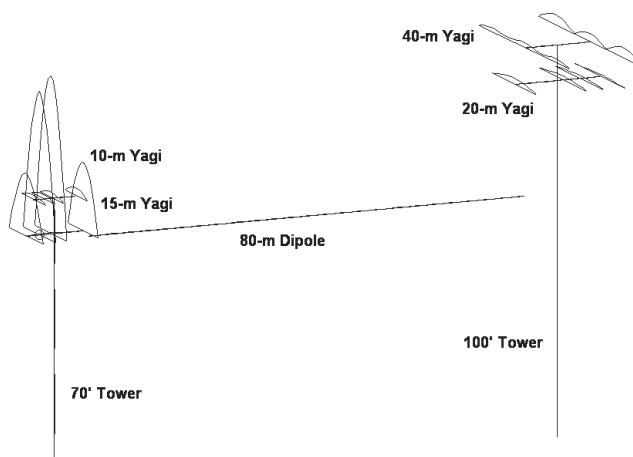 40-m Yagi
20-m Yagi
10-m Yagi
15-m Yagi
80-m Dipole
100' Tower
70' Tower